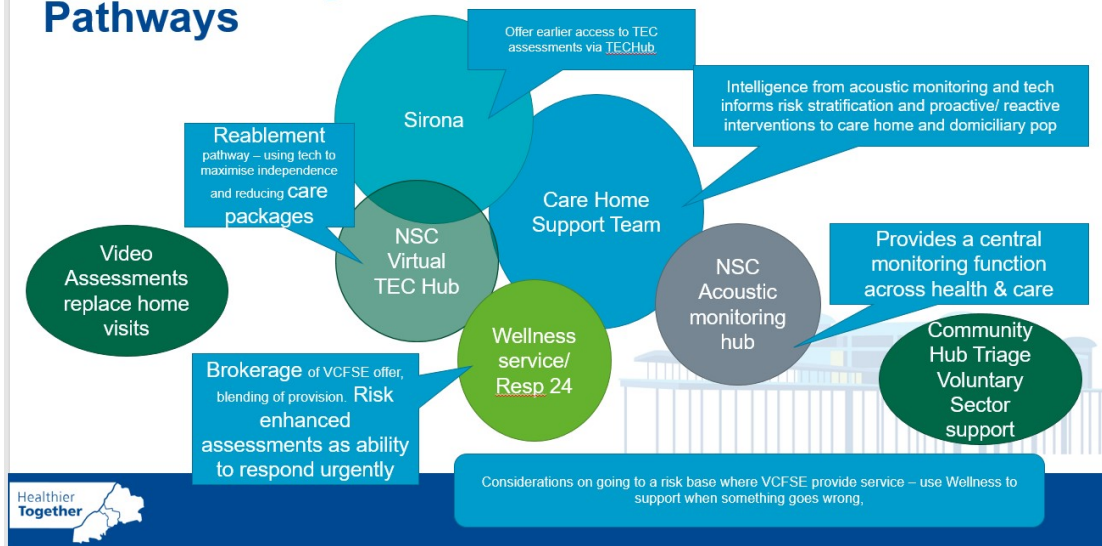 Pathways
Offer earlier access to TEC
assessments via TECHub
Sirona
Intelligence from acoustic monitoring and tech
informs risk stratification and proactive/ reactive
interventions to care home and domiciliary pop
Reablement
pathway – using tech to
maximise independence
and reducing care
packages
Care Home
Support Team
NSC
Virtual
TEC Hub
Video
Assessments
replace home
visits
NSC
Acoustic
monitoring
hub
Provides a central
monitoring function
across health & care
Wellness
service/
Resp 24
Community
Hub Triage
Voluntary
Sector
support
Brokerage of VCFSE offer,
blending of provision. Risk
enhanced
assessments as ability
to respond urgently
Considerations on going to a risk base where VCFSE provide service – use Wellness to
support when something goes wrong,
Healthier
Together